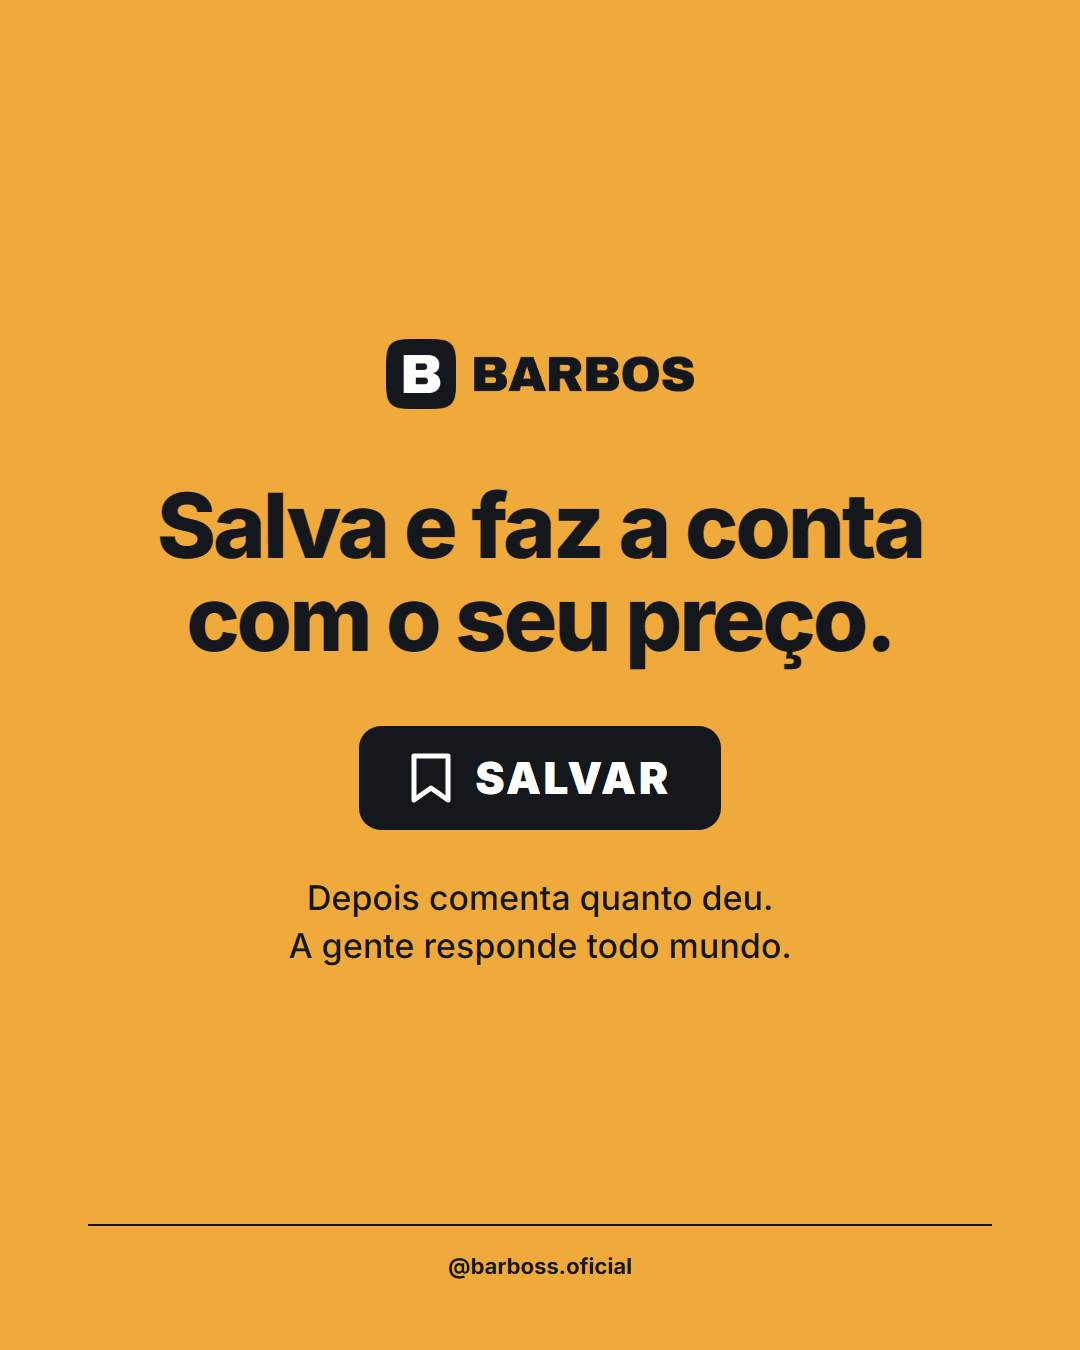 B BARBOS
Salva e faz a conta
com o seu preço.
SALVAR
Depois comenta quanto deu.
A gente responde todo mundo.
@barboss.oficial